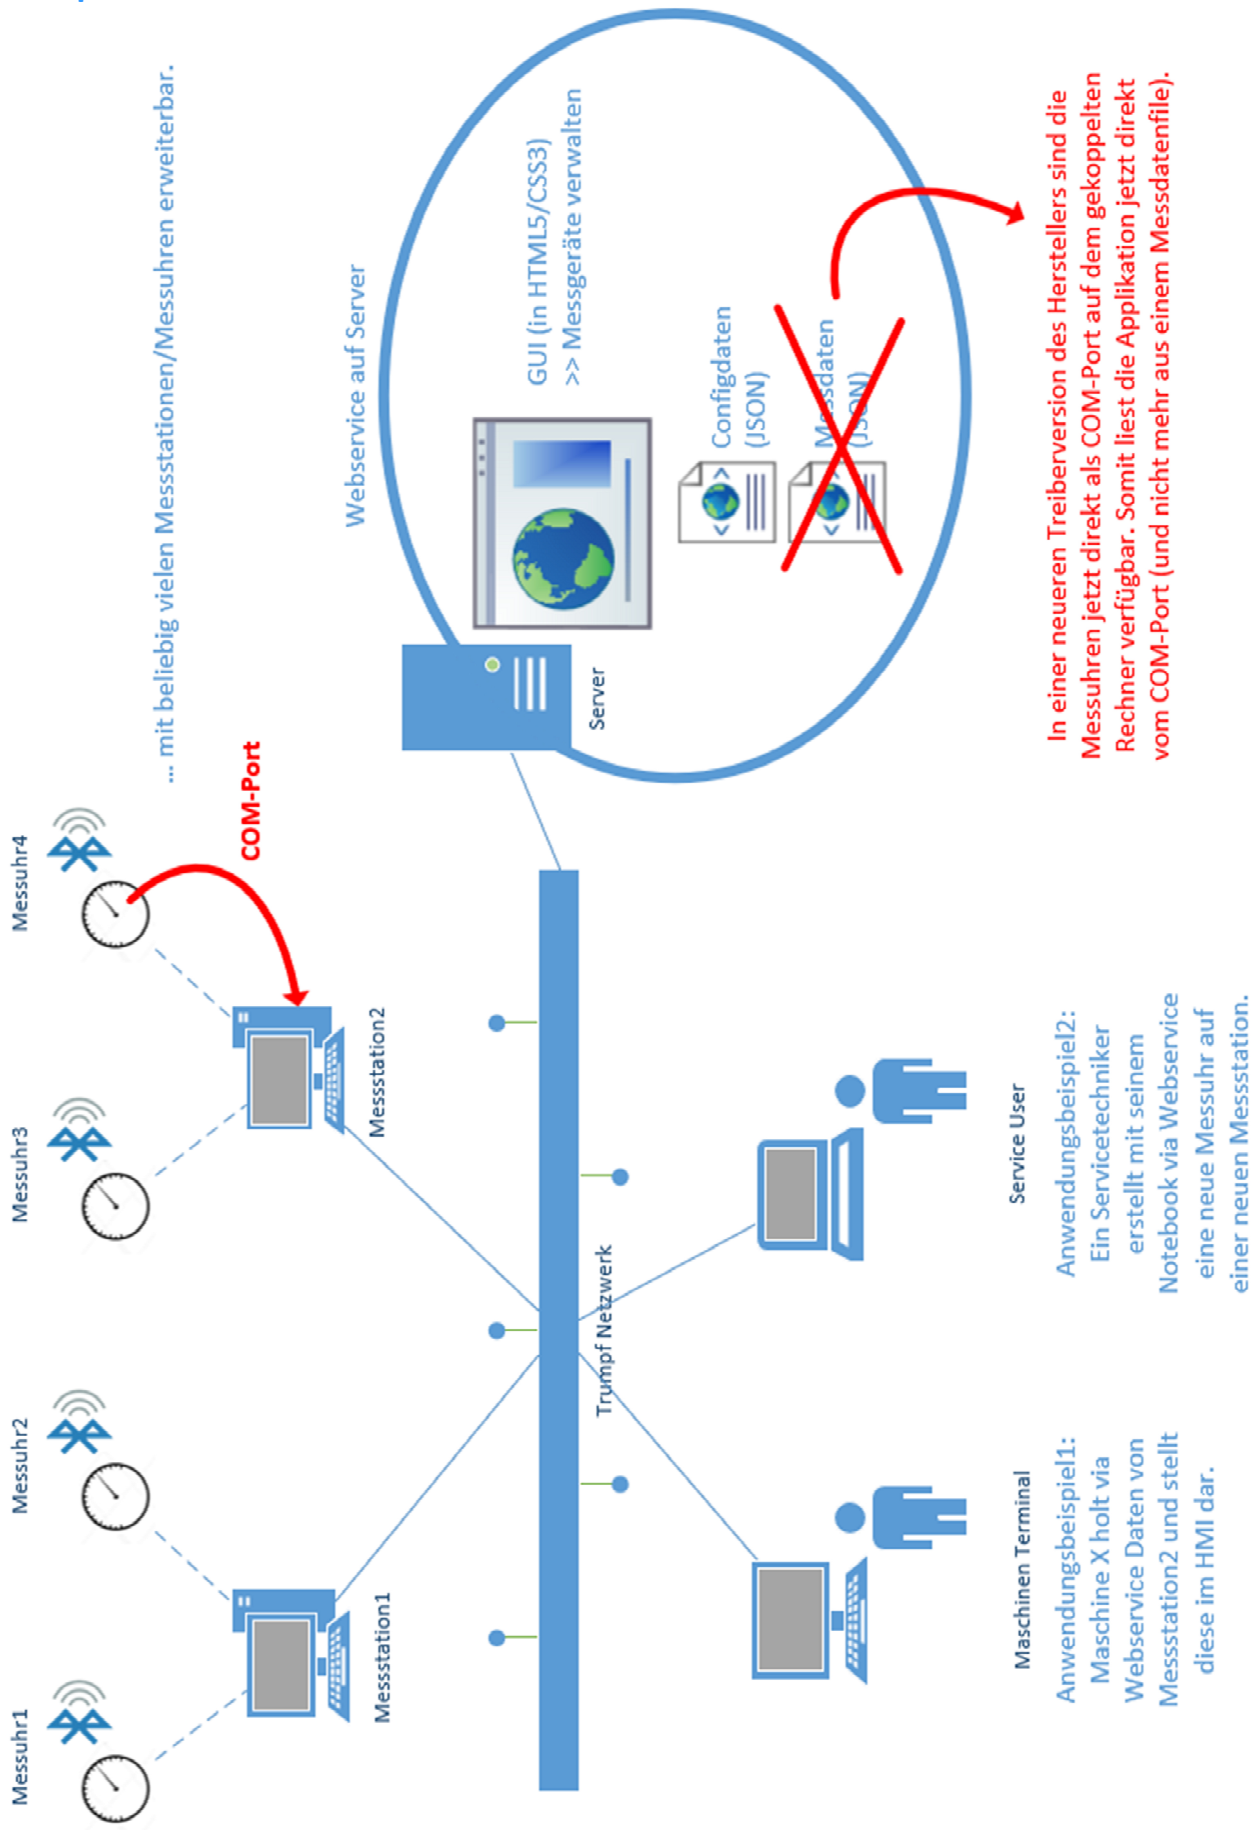 Messuhr1
Messuhr2
Messuhr3
Messuhr4
... mit beliebig vielen Messstationen/Messuhren erweiterbar.
COM-Port
Messstation1
Messstation2
Webservice auf Server
GUI (in HTML5/CSS3)
>> Messgeräte verwalten
Server
Configdaten
(JSON)
Messdaten
(JSON)
Trumpf Netzwerk
Maschinen Terminal
Anwendungsbeispiel1:
Maschine X holt via
Webservice Daten von
Messstation2 und stellt
diese im HMI dar.
Service User
Anwendungsbeispiel2:
Ein Servicetechniker
erstellt mit seinem
Notebook via Webservice
eine neue Messuhr auf
einer neuen Messstation.
In einer neueren Treiberversion des Herstellers sind die
Messuhren jetzt direkt als COM-Port auf dem gekoppelten
Rechner verfügbar. Somit liest die Applikation jetzt direkt
vom COM-Port (und nicht mehr aus einem Messdatenfile).